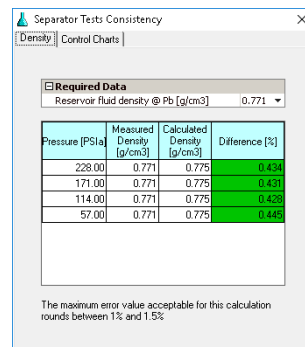 Separator Tests Consistency
Density Control Charts
Required Data
Reservoir fluid density @ Pb [g/cm3] 0.771
Pressure [PSIa] Measured Density [g/cm3] Calculated Density [g/cm3] Difference [%]
228.00 0.771 0.775 0.434
171.00 0.771 0.775 0.431
114.00 0.771 0.775 0.428
57.00 0.771 0.775 0.445
The maximum error value acceptable for this calculation
rounds between 1% and 1.5%